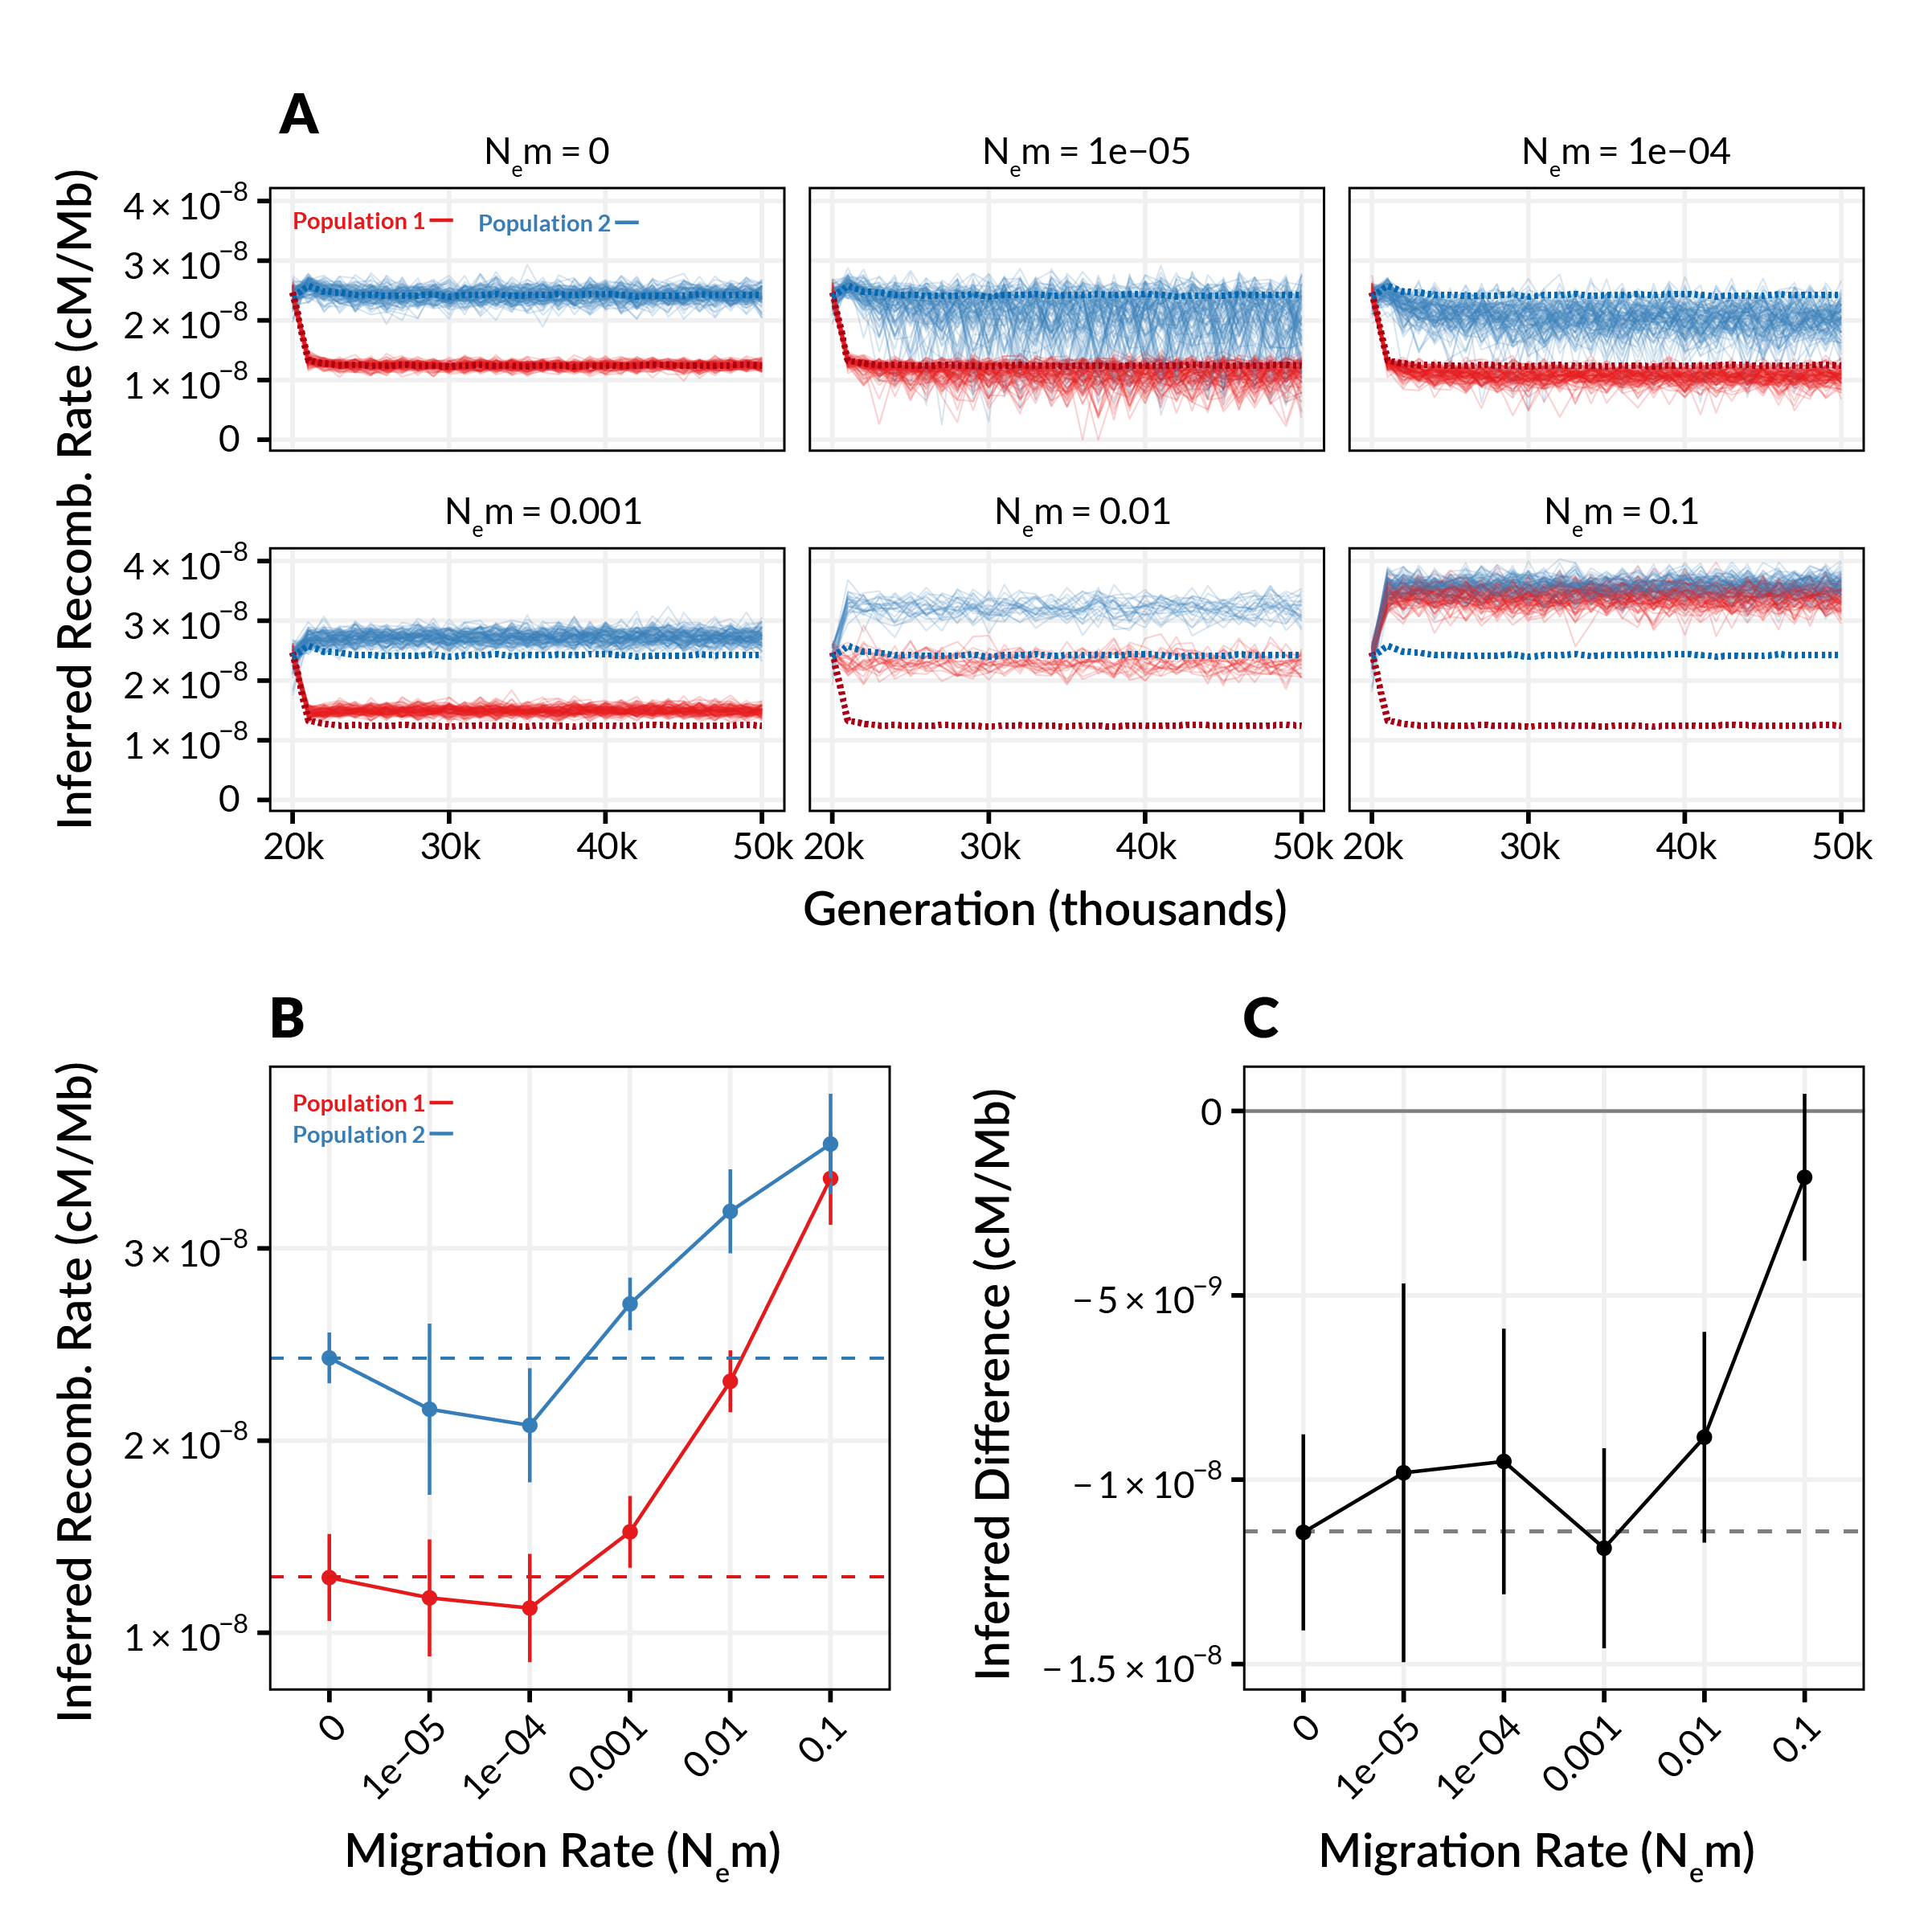 A
Nₑm = 0
Nₑm = 1e−05
Nₑm = 1e−04
Inferred Recomb. Rate (cM/Mb)
4 × 10⁻⁸
3 × 10⁻⁸
2 × 10⁻⁸
1 × 10⁻⁸
0
Population 1
Population 2
Nₑm = 0.001
Nₑm = 0.01
Nₑm = 0.1
4 × 10⁻⁸
3 × 10⁻⁸
2 × 10⁻⁸
1 × 10⁻⁸
0
20k 30k 40k 50k
20k 30k 40k 50k
20k 30k 40k 50k
Generation (thousands)
B
Inferred Recomb. Rate (cM/Mb)
Population 1
Population 2
3 × 10⁻⁸
2 × 10⁻⁸
1 × 10⁻⁸
0 1e−05 1e−04 0.001 0.01 0.1
Migration Rate (Nₑm)
C
Inferred Difference (cM/Mb)
0
−5 × 10⁻⁹
−1 × 10⁻⁸
−1.5 × 10⁻⁸
0 1e−05 1e−04 0.001 0.01 0.1
Migration Rate (Nₑm)